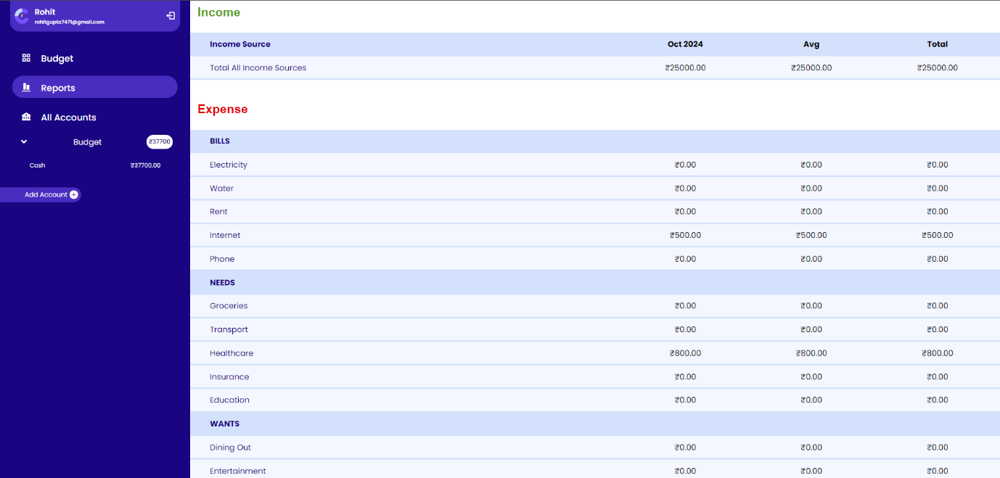 Rohit
rohitgupta7471@gmail.com
Budget
Reports
All Accounts
Budget ₹37700
Cash ₹37700.00
Add Account
Income
Income Source Oct 2024 Avg Total
Total All Income Sources ₹25000.00 ₹25000.00 ₹25000.00
Expense
BILLS
Electricity ₹0.00 ₹0.00 ₹0.00
Water ₹0.00 ₹0.00 ₹0.00
Rent ₹0.00 ₹0.00 ₹0.00
Internet ₹500.00 ₹500.00 ₹500.00
Phone ₹0.00 ₹0.00 ₹0.00
NEEDS
Groceries ₹0.00 ₹0.00 ₹0.00
Transport ₹0.00 ₹0.00 ₹0.00
Healthcare ₹800.00 ₹800.00 ₹800.00
Insurance ₹0.00 ₹0.00 ₹0.00
Education ₹0.00 ₹0.00 ₹0.00
WANTS
Dining Out ₹0.00 ₹0.00 ₹0.00
Entertainment ₹0.00 ₹0.00 ₹0.00